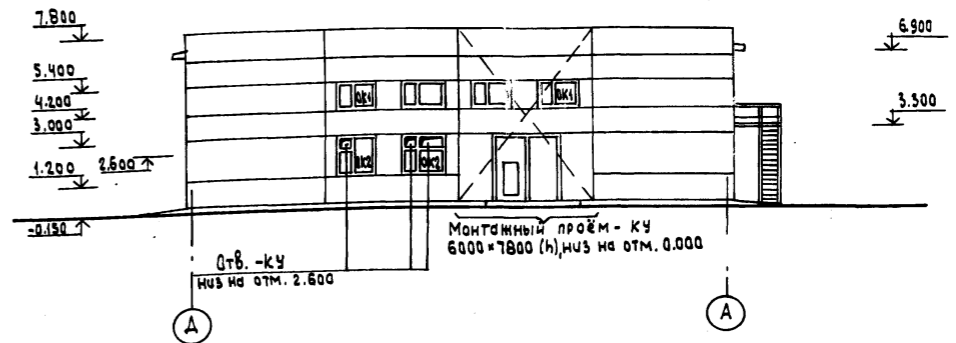 7.800
6.900
5.400
ОК1
ОК1
4.200
3.300
3.000
2.600
1.200
ОК2
ОК2
-0.150
Монтажный проём - КУ
6000×7800 (h), низ на отм. 0.000
Отв. -КУ
низ на отм. 2.600
Д
А